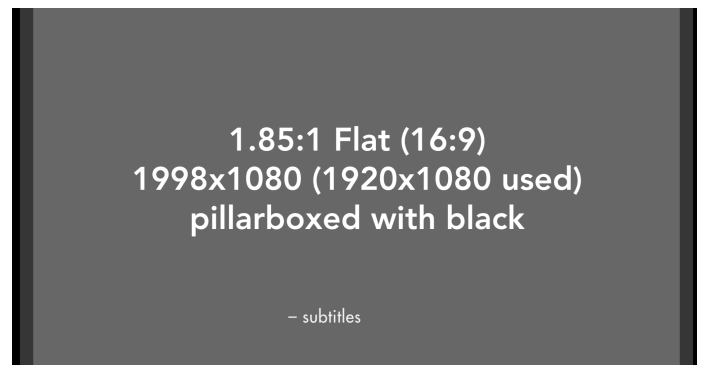 1.85:1 Flat (16:9)
1998x1080 (1920x1080 used)
pillarboxed with black
– subtitles